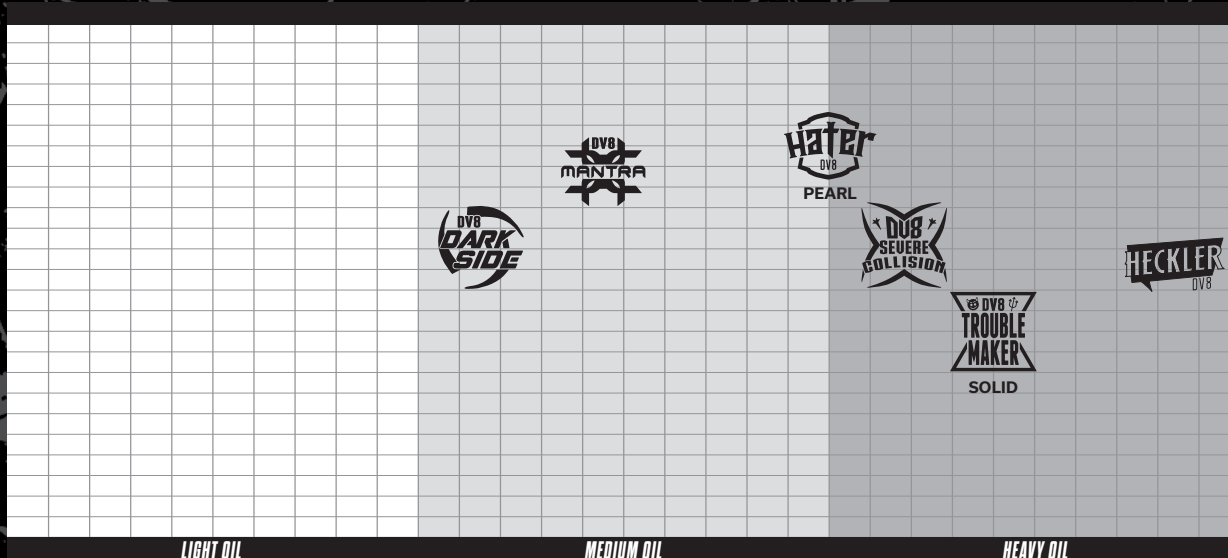 DV8
MANTRA
Hater
DV8
PEARL
DV8
DARK
SIDE
DV8
SEVERE
COLLISION
HECKLER
DV8
DV8
TROUBLE
MAKER
SOLID
LIGHT OIL
MEDIUM OIL
HEAVY OIL